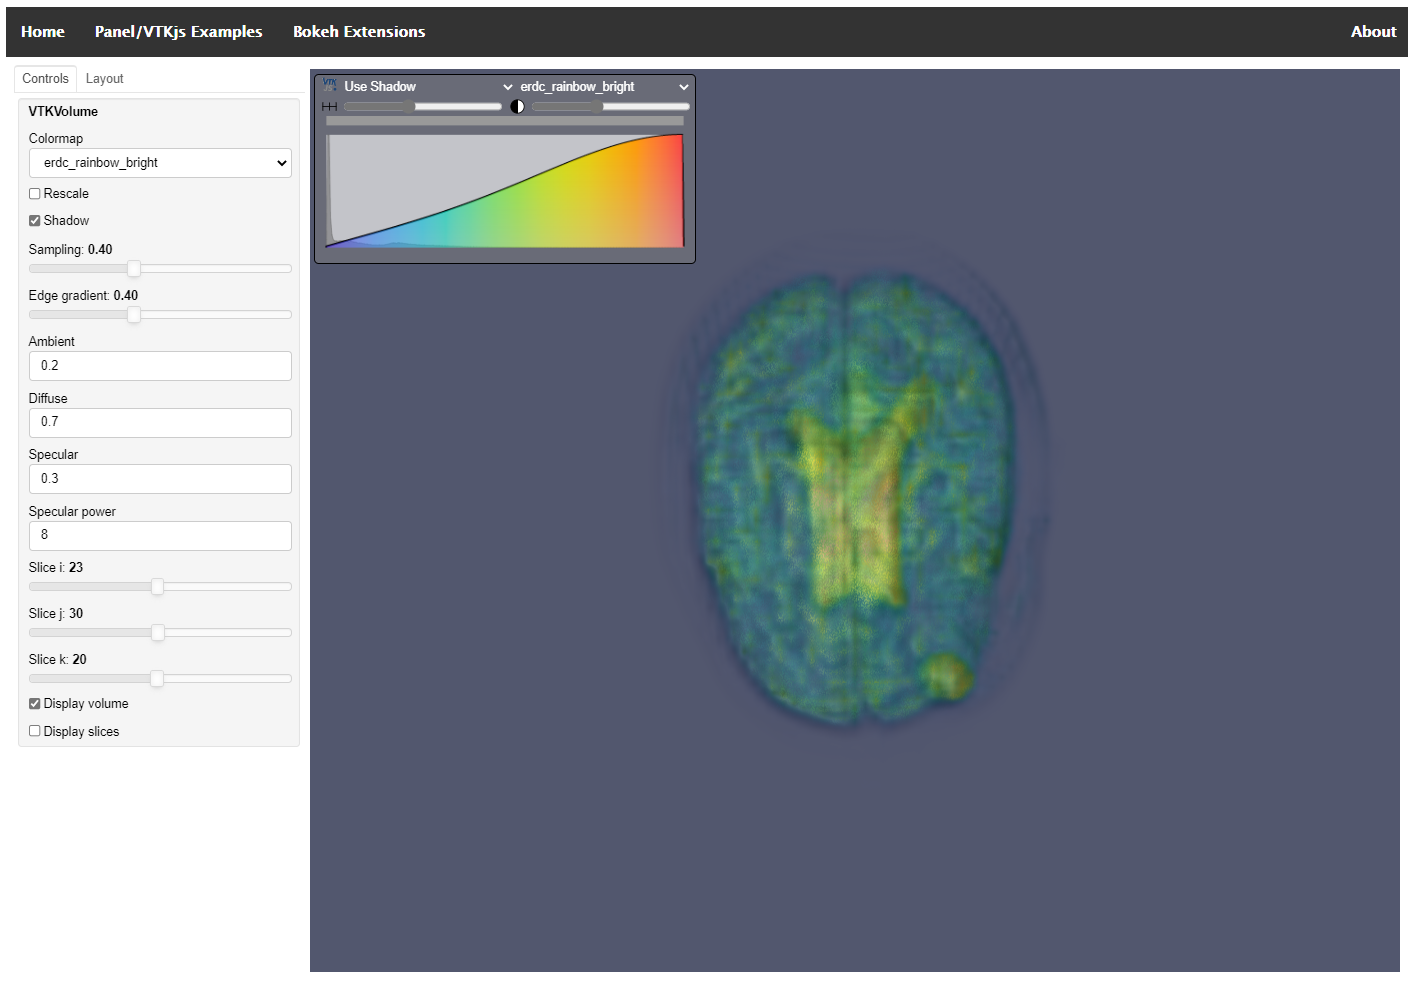 Home Panel/VTKjs Examples Bokeh Extensions About
Controls Layout
VTKVolume
Colormap
erdc_rainbow_bright
Rescale
Shadow
Sampling: 0.40
Edge gradient: 0.40
Ambient
0.2
Diffuse
0.7
Specular
0.3
Specular power
8
Slice i: 23
Slice j: 30
Slice k: 20
Display volume
Display slices
VTK Use Shadow erdc_rainbow_bright